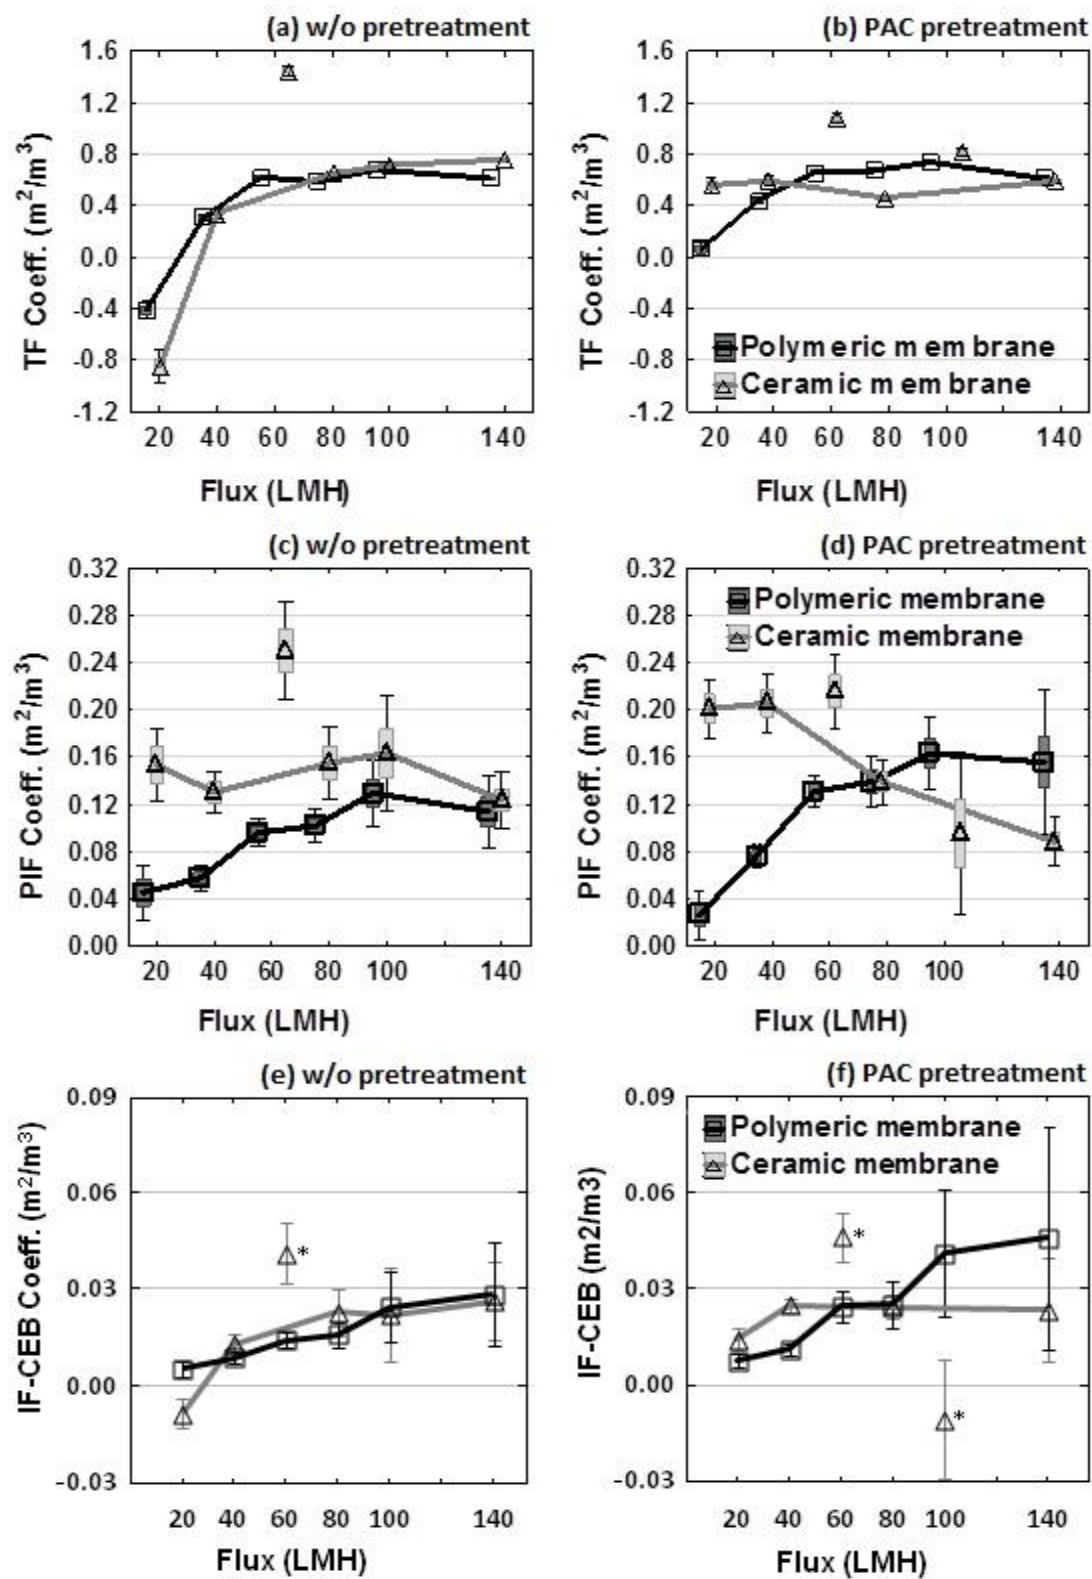 (a) w/o pretreatment
TF Coeff. (m²/m³)
1.6
1.2
0.8
0.4
0.0
-0.4
-0.8
-1.2
20 40 60 80 100 140
Flux (LMH)
(b) PAC pretreatment
TF Coeff. (m²/m³)
1.6
1.2
0.8
0.4
0.0
-0.4
-0.8
-1.2
Polymeric membrane
Ceramic membrane
20 40 60 80 100 140
Flux (LMH)
(c) w/o pretreatment
PIF Coeff. (m²/m³)
0.32
0.28
0.24
0.20
0.16
0.12
0.08
0.04
0.00
20 40 60 80 100 140
Flux (LMH)
(d) PAC pretreatment
PIF Coeff. (m²/m³)
0.32
0.28
0.24
0.20
0.16
0.12
0.08
0.04
0.00
Polymeric membrane
Ceramic membrane
20 40 60 80 100 140
Flux (LMH)
(e) w/o pretreatment
IF-CEB Coeff. (m²/m³)
0.09
0.06
0.03
0.00
-0.03
*
20 40 60 80 100 140
Flux (LMH)
(f) PAC pretreatment
IF-CEB (m2/m3)
0.09
0.06
0.03
0.00
-0.03
Polymeric membrane
Ceramic membrane
*
*
20 40 60 80 100 140
Flux (LMH)